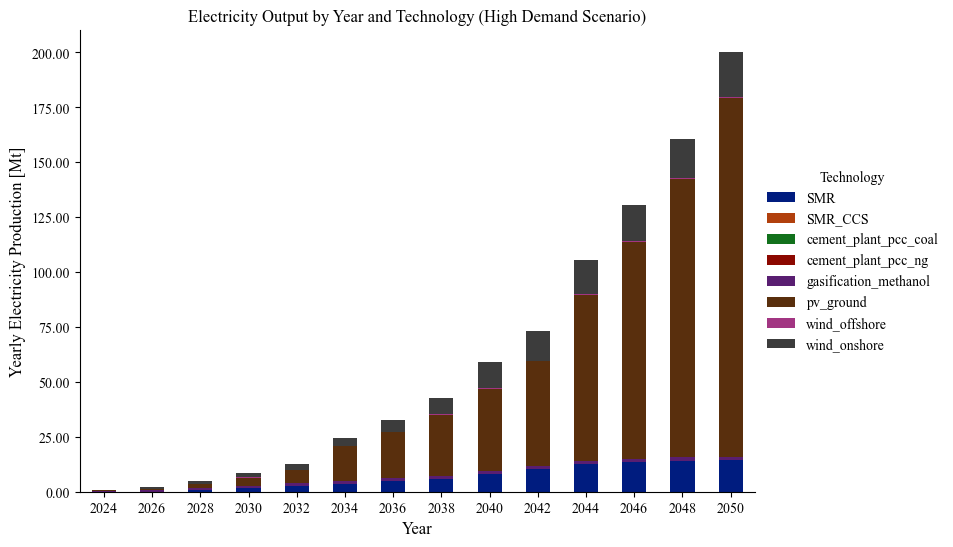 Electricity Output by Year and Technology (High Demand Scenario)
Yearly Electricity Production [Mt]
200.00
175.00
150.00
125.00
100.00
75.00
50.00
25.00
0.00
2024 2026 2028 2030 2032 2034 2036 2038 2040 2042 2044 2046 2048 2050
Year
Technology
SMR
SMR_CCS
cement_plant_pcc_coal
cement_plant_pcc_ng
gasification_methanol
pv_ground
wind_offshore
wind_onshore